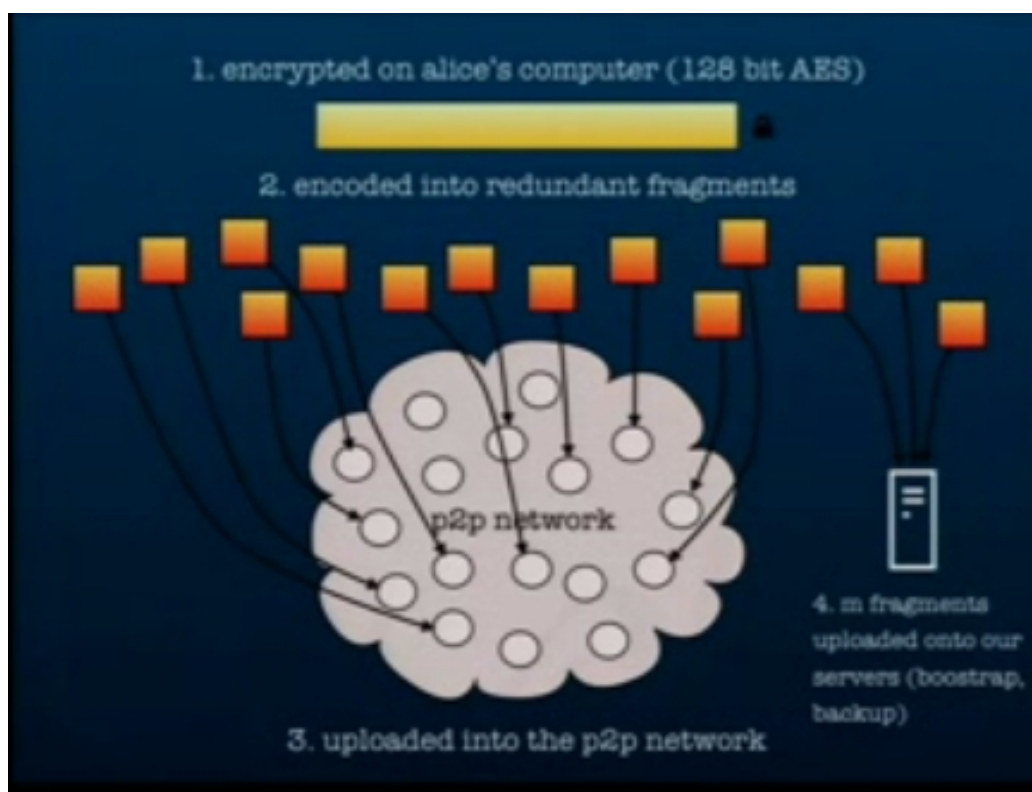 1. encrypted on alice's computer (128 bit AES)
2. encoded into redundant fragments
p2p network
4. m fragments
uploaded onto our
servers (boostrap,
backup)
3. uploaded into the p2p network